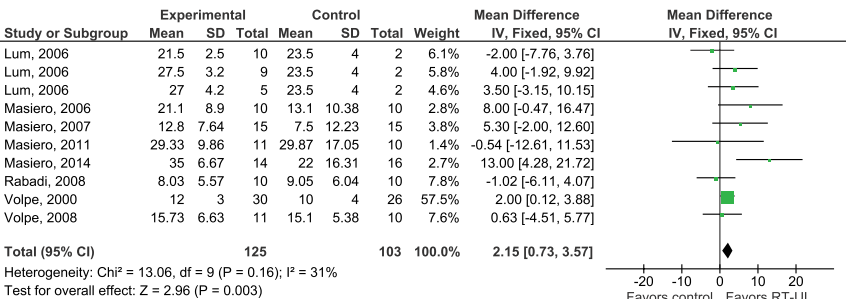 Experimental Control Mean Difference Mean Difference
Study or Subgroup Mean SD Total Mean SD Total Weight IV, Fixed, 95% CI IV, Fixed, 95% CI
Lum, 2006 21.5 2.5 10 23.5 4 2 6.1% -2.00 [-7.76, 3.76]
Lum, 2006 27.5 3.2 9 23.5 4 2 5.8% 4.00 [-1.92, 9.92]
Lum, 2006 27 4.2 5 23.5 4 2 4.6% 3.50 [-3.15, 10.15]
Masiero, 2006 21.1 8.9 10 13.1 10.38 10 2.8% 8.00 [-0.47, 16.47]
Masiero, 2007 12.8 7.64 15 7.5 12.23 15 3.8% 5.30 [-2.00, 12.60]
Masiero, 2011 29.33 9.86 11 29.87 17.05 10 1.4% -0.54 [-12.61, 11.53]
Masiero, 2014 35 6.67 14 22 16.31 16 2.7% 13.00 [4.28, 21.72]
Rabadi, 2008 8.03 5.57 10 9.05 6.04 10 7.8% -1.02 [-6.11, 4.07]
Volpe, 2000 12 3 30 10 4 26 57.5% 2.00 [0.12, 3.88]
Volpe, 2008 15.73 6.63 11 15.1 5.38 10 7.6% 0.63 [-4.51, 5.77]
Total (95% CI) 125 103 100.0% 2.15 [0.73, 3.57]
Heterogeneity: Chi² = 13.06, df = 9 (P = 0.16); I² = 31%
Test for overall effect: Z = 2.96 (P = 0.003)
-20 -10 0 10 20
Favors control Favors RT-UL